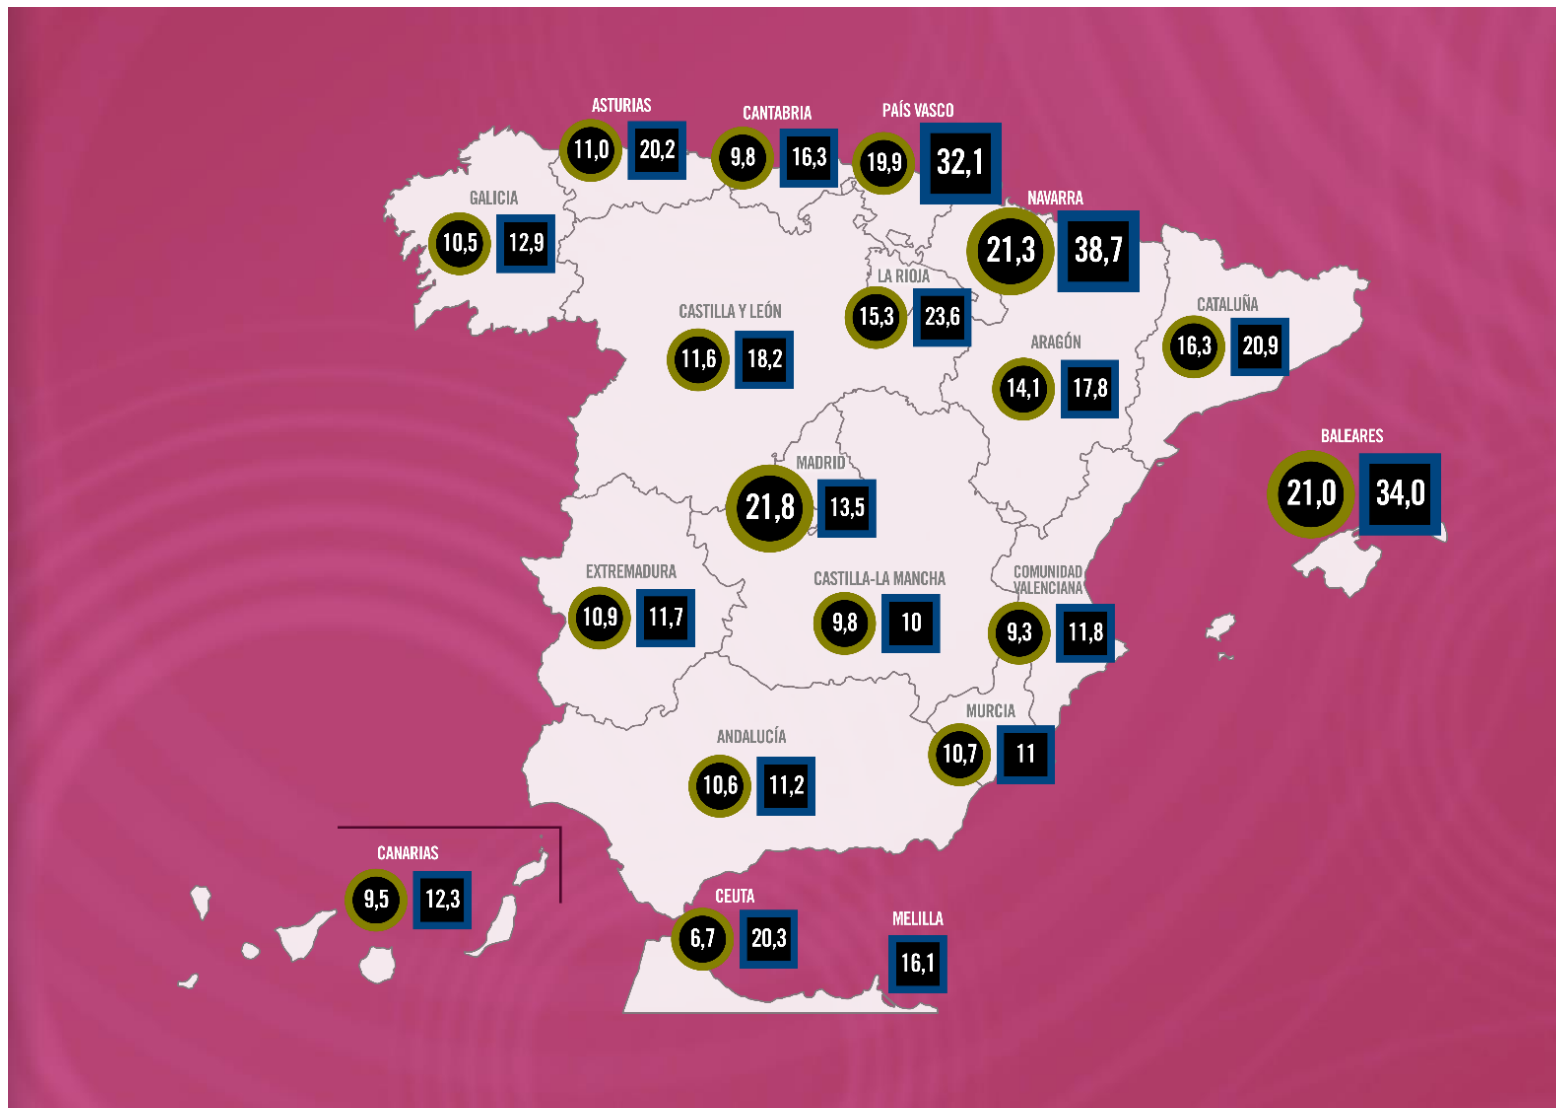 ASTURIAS
11,0 20,2
CANTABRIA
9,8 16,3
PAÍS VASCO
19,9 32,1
GALICIA
10,5 12,9
NAVARRA
21,3 38,7
LA RIOJA
15,3 23,6
CASTILLA Y LEÓN
11,6 18,2
CATALUÑA
16,3 20,9
ARAGÓN
14,1 17,8
BALEARES
21,0 34,0
MADRID
21,8 13,5
EXTREMADURA
10,9 11,7
CASTILLA-LA MANCHA
9,8 10
COMUNIDAD
VALENCIANA
9,3 11,8
MURCIA
10,7 11
ANDALUCÍA
10,6 11,2
CANARIAS
9,5 12,3
CEUTA
6,7 20,3
MELILLA
16,1